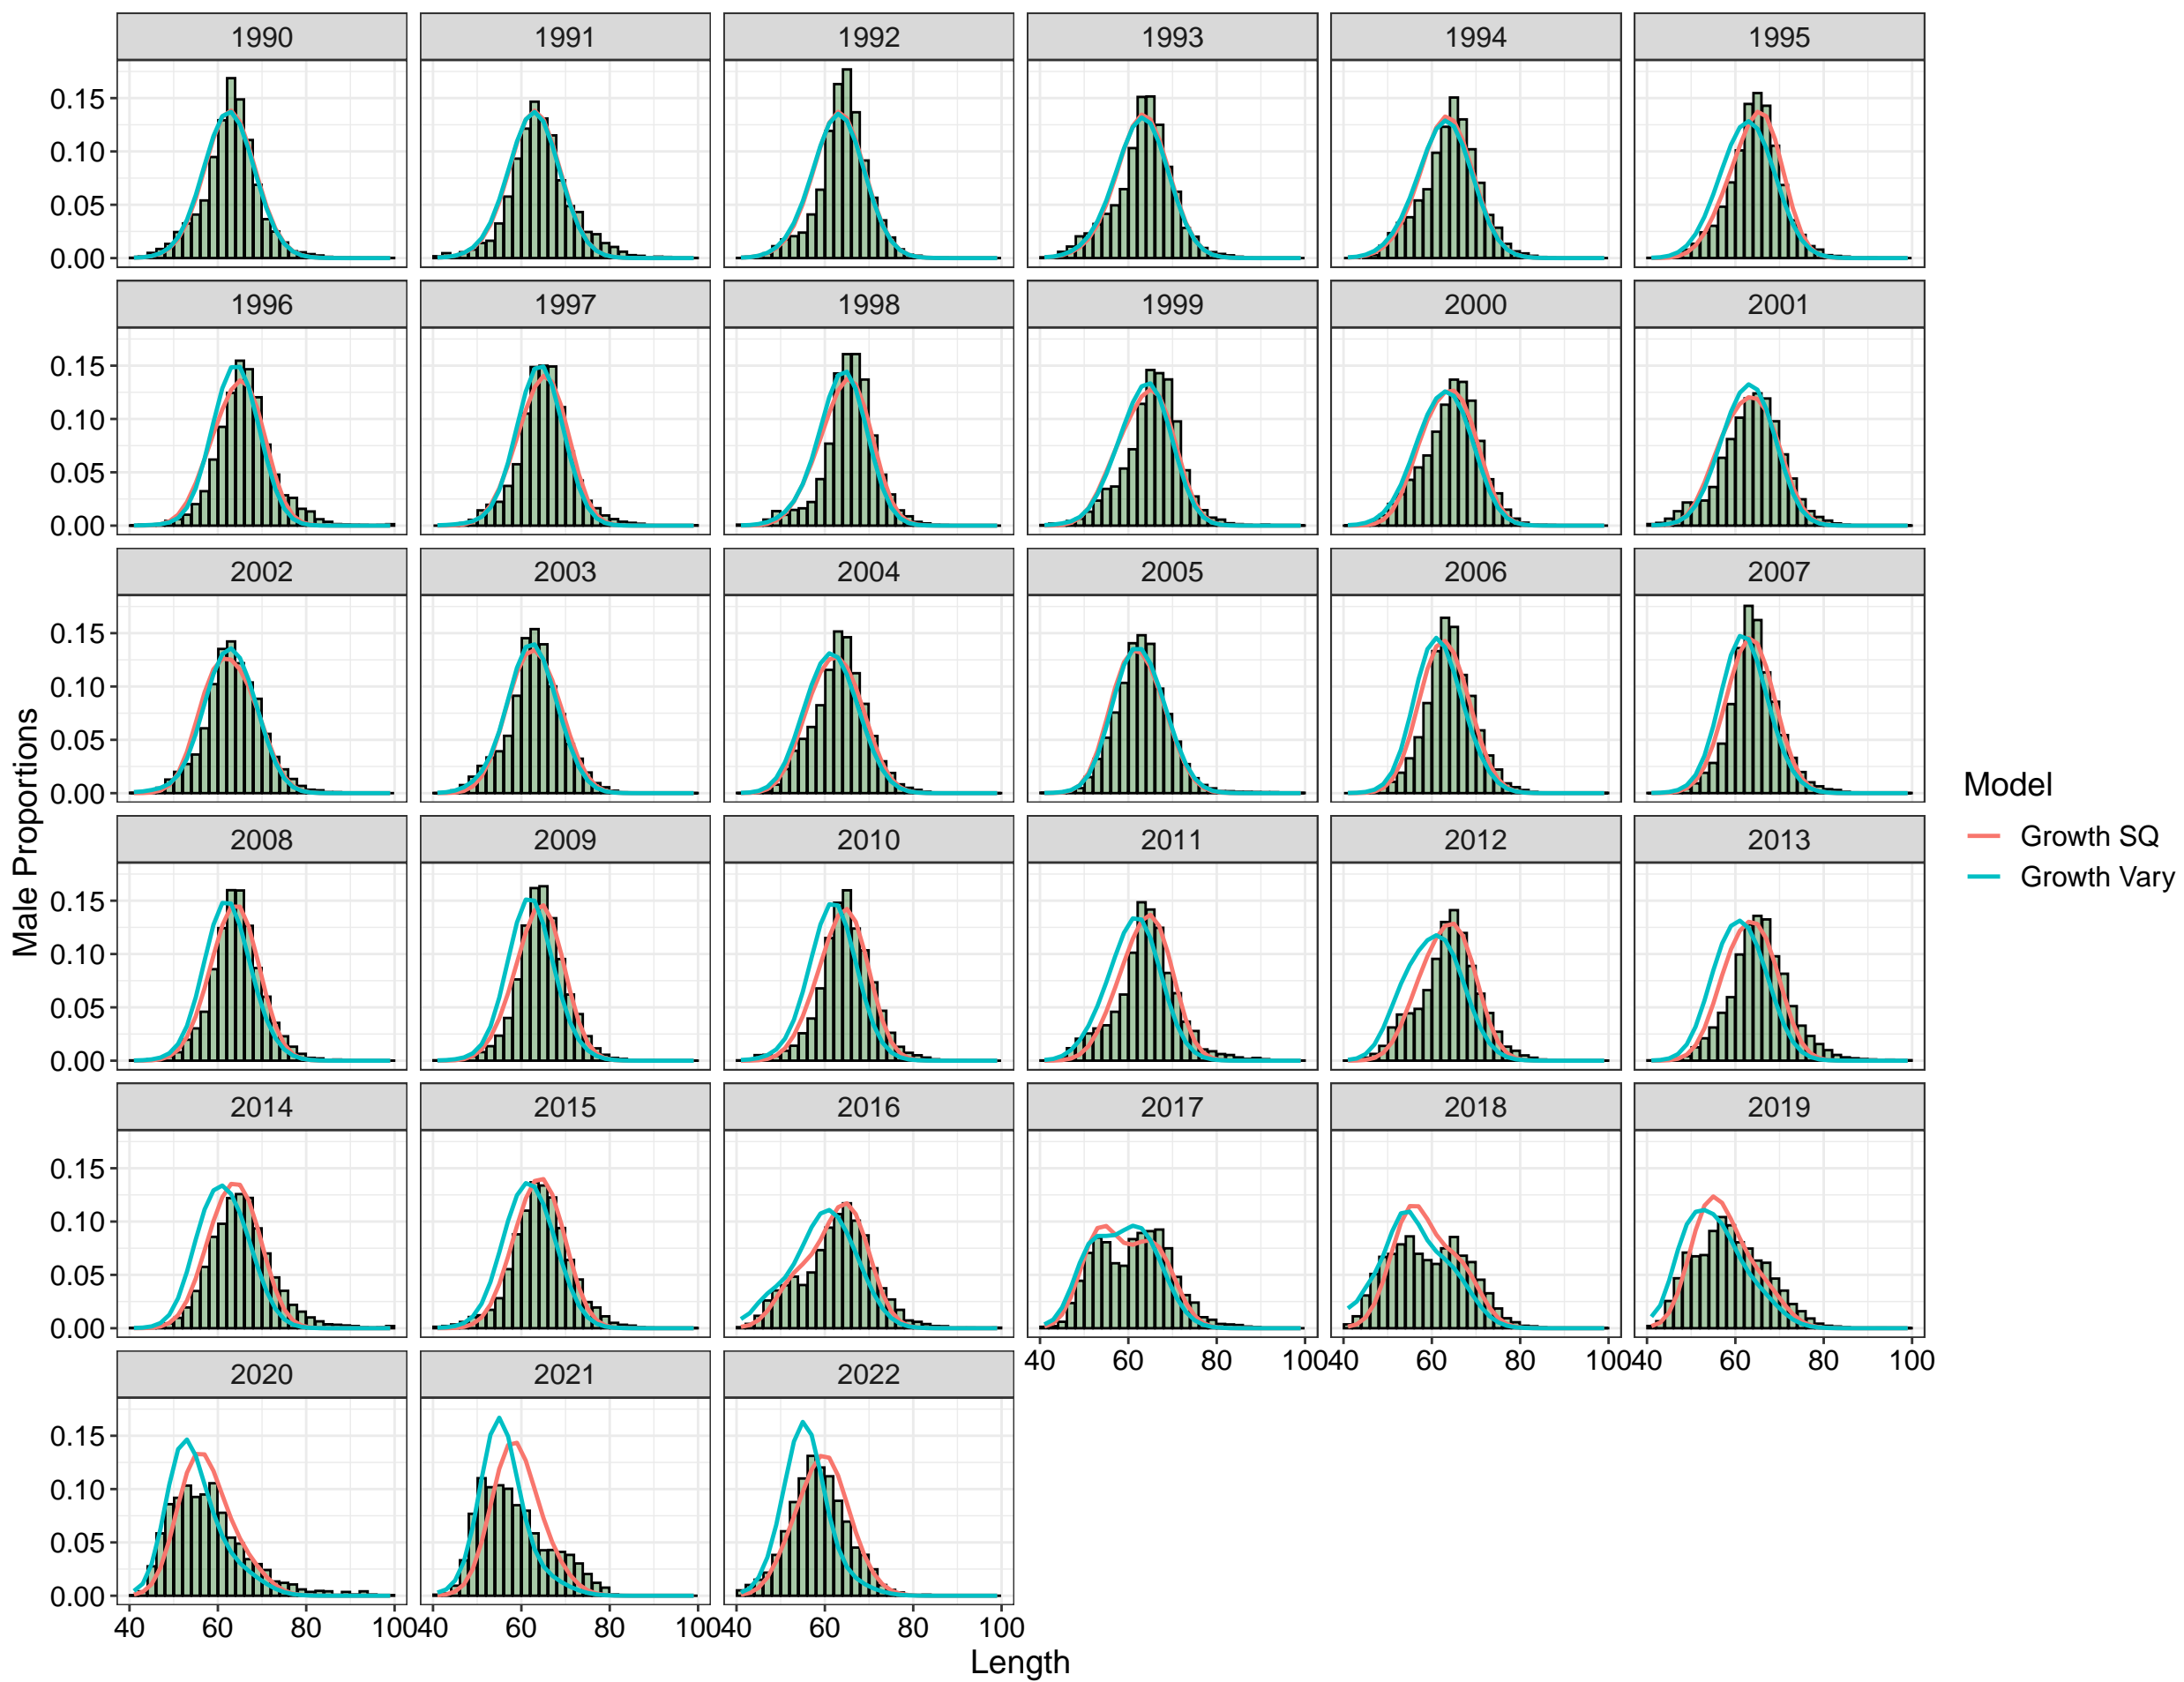 1990 1991 1992 1993 1994 1995
0.15
0.10
0.05
0.00
1996 1997 1998 1999 2000 2001
0.15
0.10
0.05
0.00
2002 2003 2004 2005 2006 2007
0.15
0.10
0.05
0.00
2008 2009 2010 2011 2012 2013
0.15
0.10
0.05
0.00
2014 2015 2016 2017 2018 2019
0.15
0.10
0.05
0.00
40 60 80 100 40 60 80 100 40 60 80 100
2020 2021 2022
0.15
0.10
0.05
0.00
40 60 80 100 40 60 80 100 40 60 80 100
Length
Male Proportions
Model
Growth SQ
Growth Vary